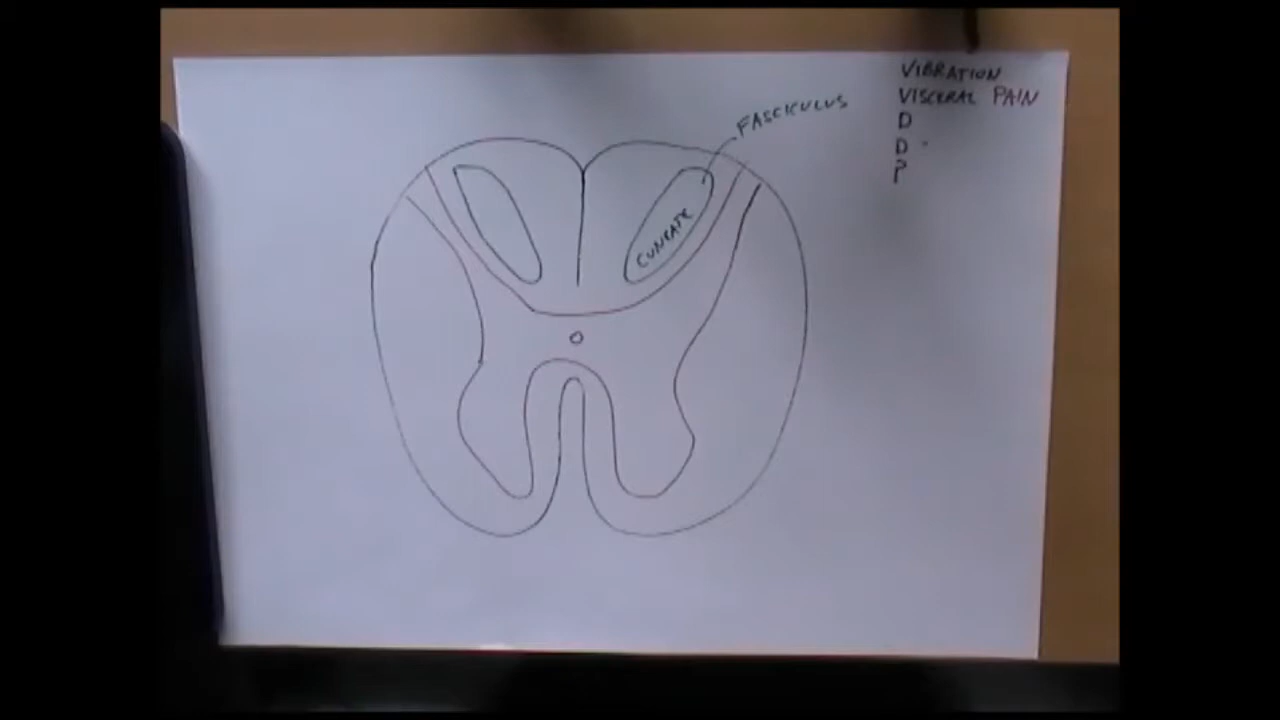 VIBRATION
VISCERAL PAIN
D
D
P
FASCICULUS
CUNEATE